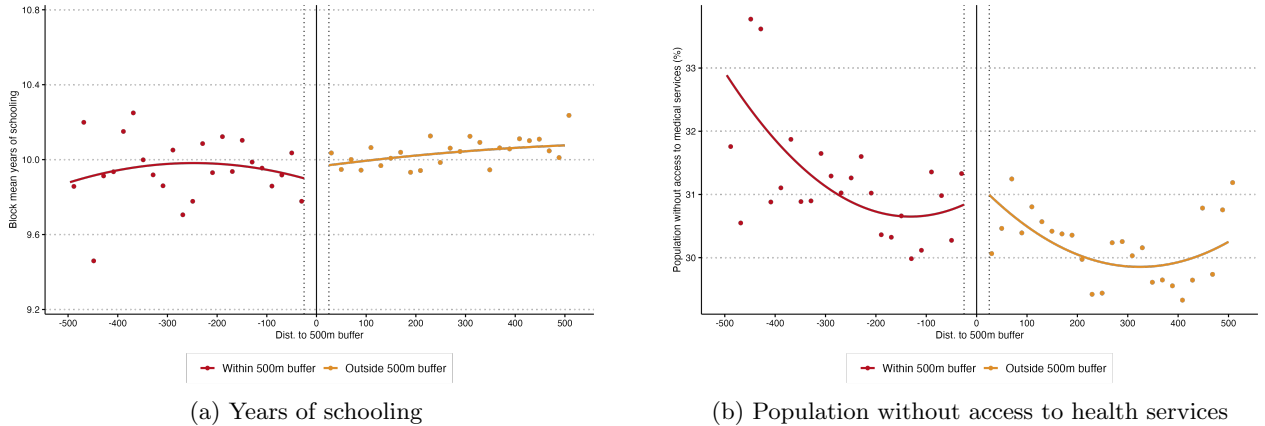 Block mean years of schooling
10.8
10.4
10.0
9.6
9.2
-500 -400 -300 -200 -100 0 100 200 300 400 500
Dist. to 500m buffer
Within 500m buffer Outside 500m buffer
(a) Years of schooling
Population without access to medical services (%)
33
32
31
30
-500 -400 -300 -200 -100 0 100 200 300 400 500
Dist. to 500m buffer
Within 500m buffer Outside 500m buffer
(b) Population without access to health services